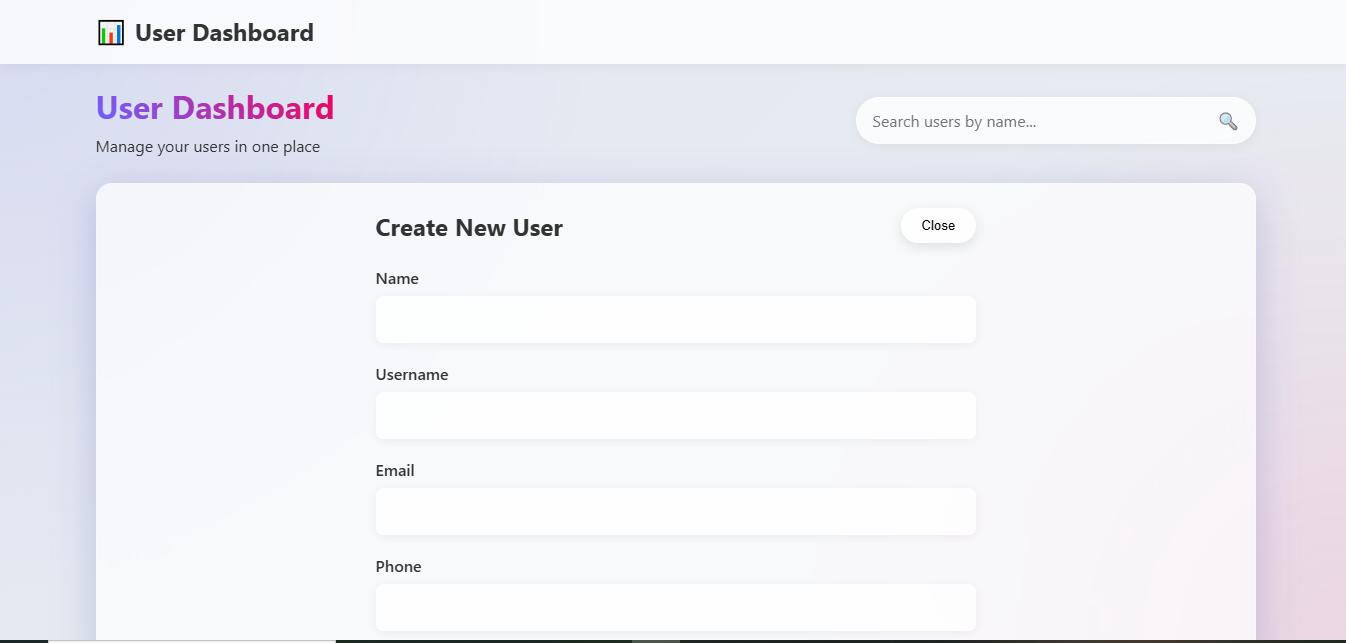 User Dashboard
User Dashboard
Manage your users in one place
Search users by name...
Create New User
Close
Name
Username
Email
Phone